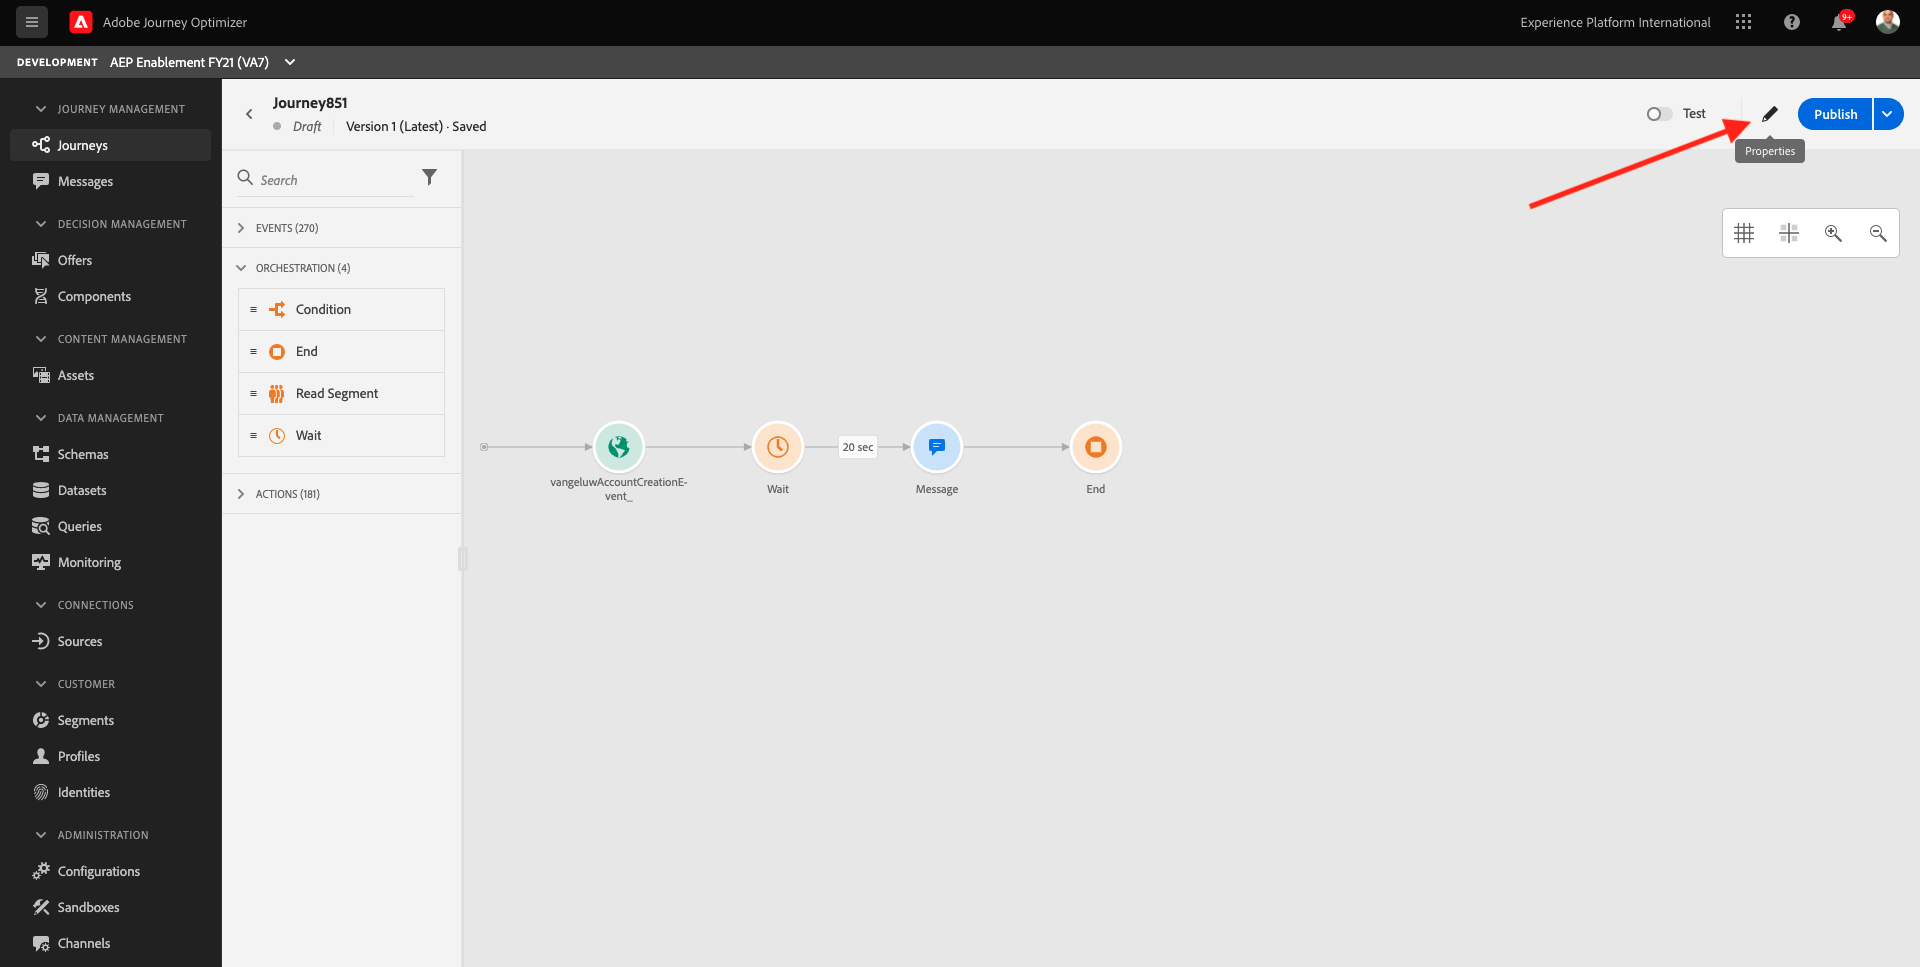 Adobe Journey Optimizer
Experience Platform International
9+
DEVELOPMENT AEP Enablement FY21 (VA7)
JOURNEY MANAGEMENT
Journeys
Messages
DECISION MANAGEMENT
Offers
Components
CONTENT MANAGEMENT
Assets
DATA MANAGEMENT
Schemas
Datasets
Queries
Monitoring
CONNECTIONS
Sources
CUSTOMER
Segments
Profiles
Identities
ADMINISTRATION
Configurations
Sandboxes
Channels
Journey851
Draft Version 1 (Latest) · Saved
Test
Publish
Properties
Search
EVENTS (270)
ORCHESTRATION (4)
Condition
End
Read Segment
Wait
ACTIONS (181)
20 sec
vangeluwAccountCreationE-
vent_
Wait
Message
End